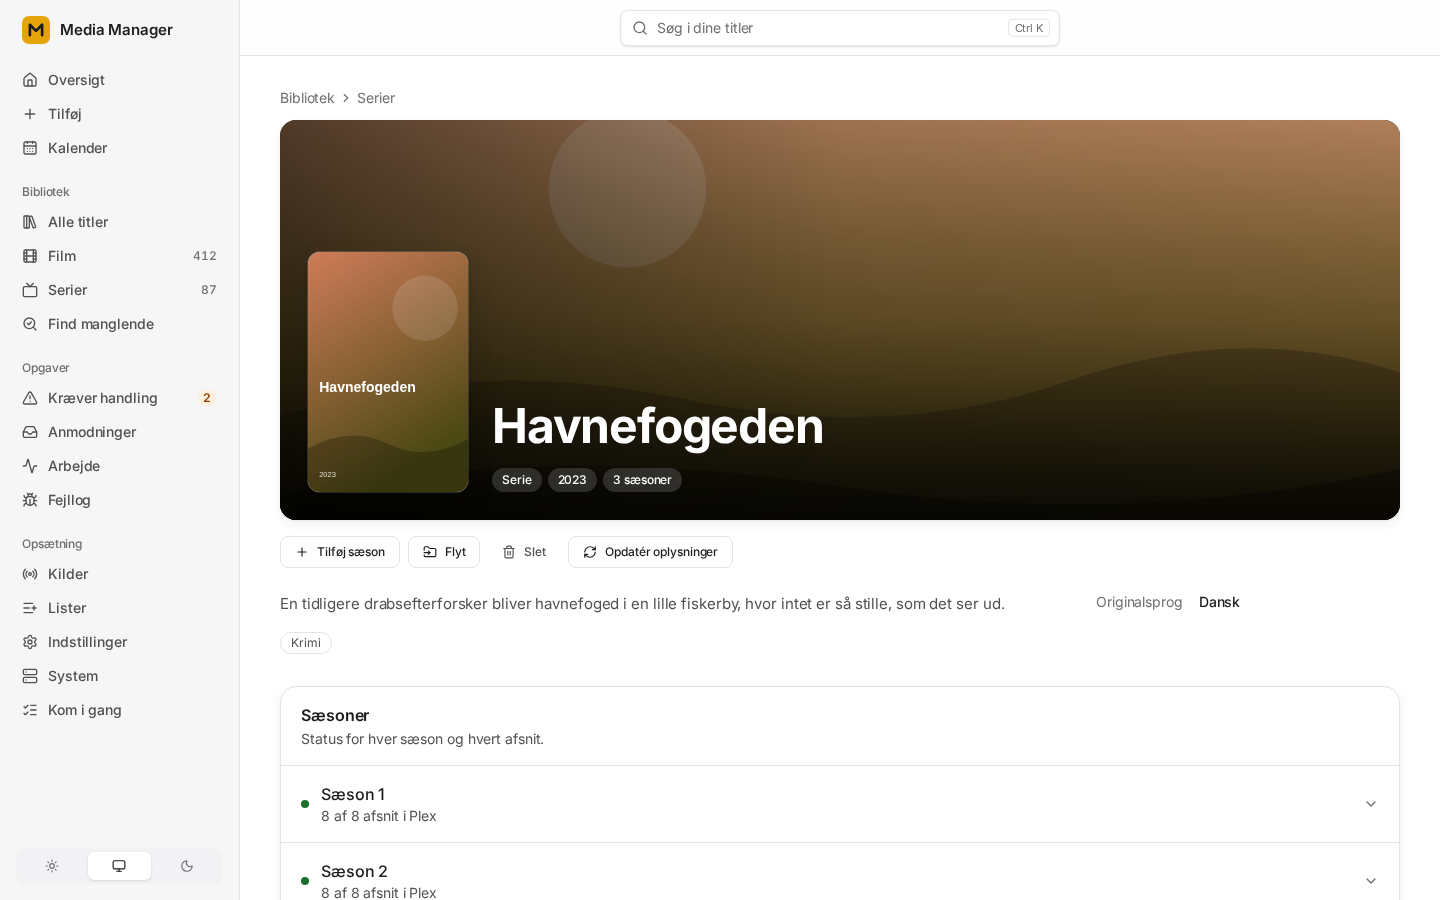 Media Manager
Søg i dine titler
Ctrl K
Oversigt
Tilføj
Kalender
Bibliotek
Alle titler
Film 412
Serier 87
Find manglende
Opgaver
Kræver handling 2
Anmodninger
Arbejde
Fejllog
Opsætning
Kilder
Lister
Indstillinger
System
Kom i gang
Bibliotek > Serier
Havnefogeden
2023
Havnefogeden
Serie 2023 3 sæsoner
Tilføj sæson Flyt Slet Opdatér oplysninger
En tidligere drabsefterforsker bliver havnefoged i en lille fiskerby, hvor intet er så stille, som det ser ud.
Originalsprog Dansk
Krimi
Sæsoner
Status for hver sæson og hvert afsnit.
Sæson 1
8 af 8 afsnit i Plex
Sæson 2
8 af 8 afsnit i Plex